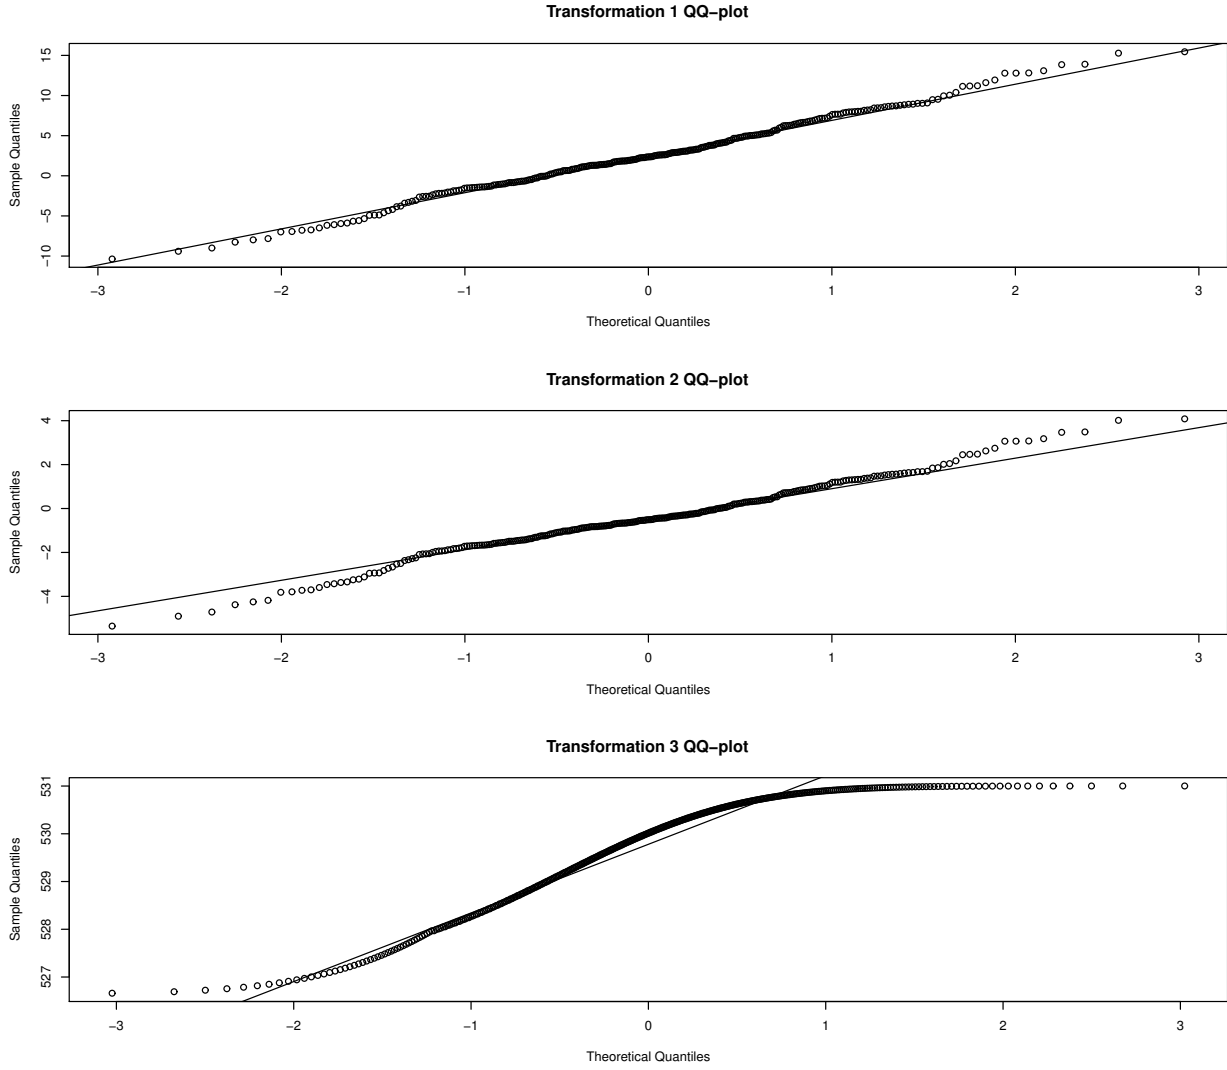 Transformation 1 QQ−plot
15
10
5
0
−5
−10
Sample Quantiles
−3 −2 −1 0 1 2 3
Theoretical Quantiles
Transformation 2 QQ−plot
4
2
0
−2
−4
Sample Quantiles
−3 −2 −1 0 1 2 3
Theoretical Quantiles
Transformation 3 QQ−plot
531
530
529
528
527
Sample Quantiles
−3 −2 −1 0 1 2 3
Theoretical Quantiles